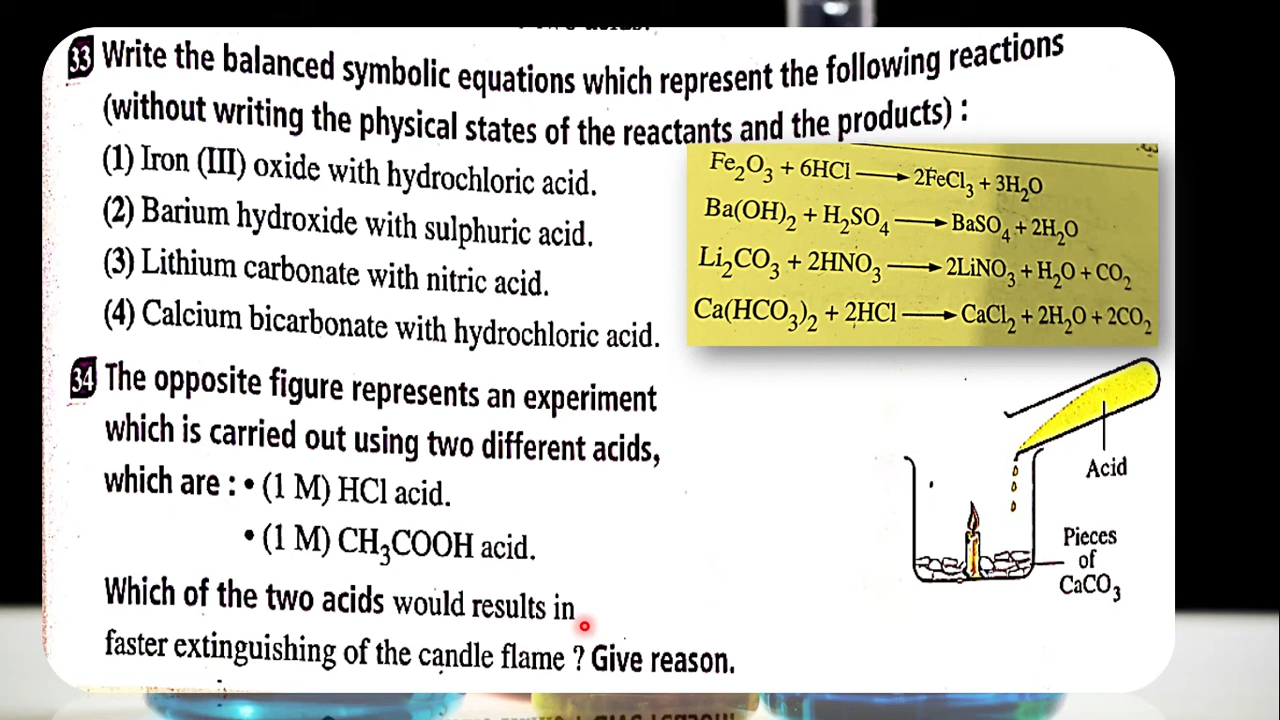 33 Write the balanced symbolic equations which represent the following reactions
(without writing the physical states of the reactants and the products) :
(1) Iron (III) oxide with hydrochloric acid.
(2) Barium hydroxide with sulphuric acid.
(3) Lithium carbonate with nitric acid.
(4) Calcium bicarbonate with hydrochloric acid.
Fe₂O₃ + 6HCl ⟶ 2FeCl₃ + 3H₂O
Ba(OH)₂ + H₂SO₄ ⟶ BaSO₄ + 2H₂O
Li₂CO₃ + 2HNO₃ ⟶ 2LiNO₃ + H₂O + CO₂
Ca(HCO₃)₂ + 2HCl ⟶ CaCl₂ + 2H₂O + 2CO₂
34 The opposite figure represents an experiment
which is carried out using two different acids,
which are : • (1 M) HCl acid.
• (1 M) CH₃COOH acid.
Which of the two acids would results in
faster extinguishing of the candle flame ? Give reason.
Acid
Pieces
of
CaCO₃